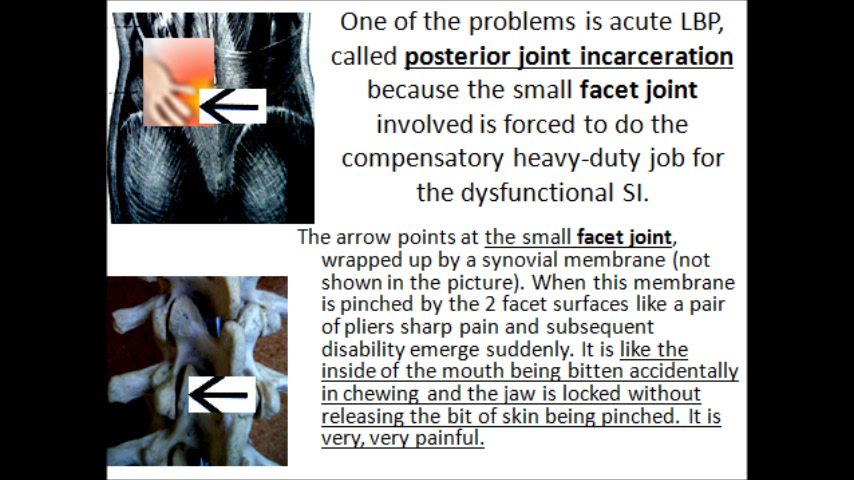 One of the problems is acute LBP,
called posterior joint incarceration
because the small facet joint
involved is forced to do the
compensatory heavy-duty job for
the dysfunctional SI.
The arrow points at the small facet joint,
wrapped up by a synovial membrane (not
shown in the picture). When this membrane
is pinched by the 2 facet surfaces like a pair
of pliers sharp pain and subsequent
disability emerge suddenly. It is like the
inside of the mouth being bitten accidentally
in chewing and the jaw is locked without
releasing the bit of skin being pinched. It is
very, very painful.